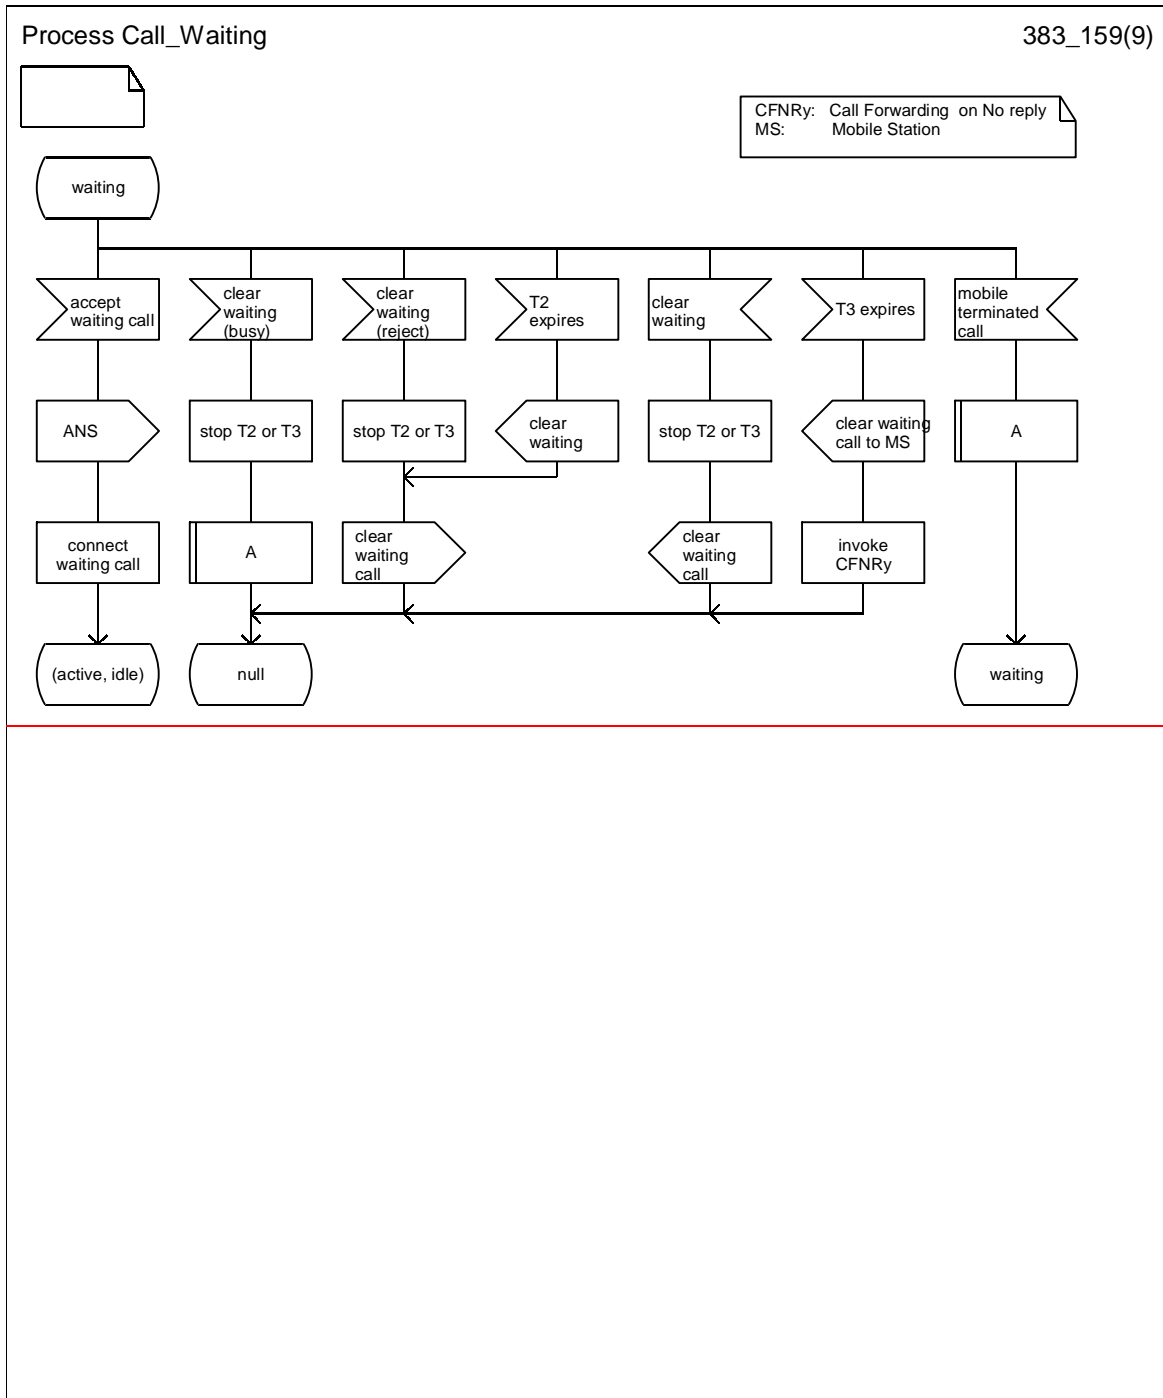 Process Call_Waiting
383_159(9)
CFNRy: Call Forwarding on No reply
MS: Mobile Station
waiting
accept
waiting call
clear
waiting
(busy)
clear
waiting
(reject)
T2
expires
clear
waiting
T3 expires
mobile
terminated
call
ANS
stop T2 or T3
stop T2 or T3
clear
waiting
stop T2 or T3
clear waiting
call to MS
A
connect
waiting call
A
clear
waiting
call
clear
waiting
call
invoke
CFNRy
(active, idle)
null
waiting